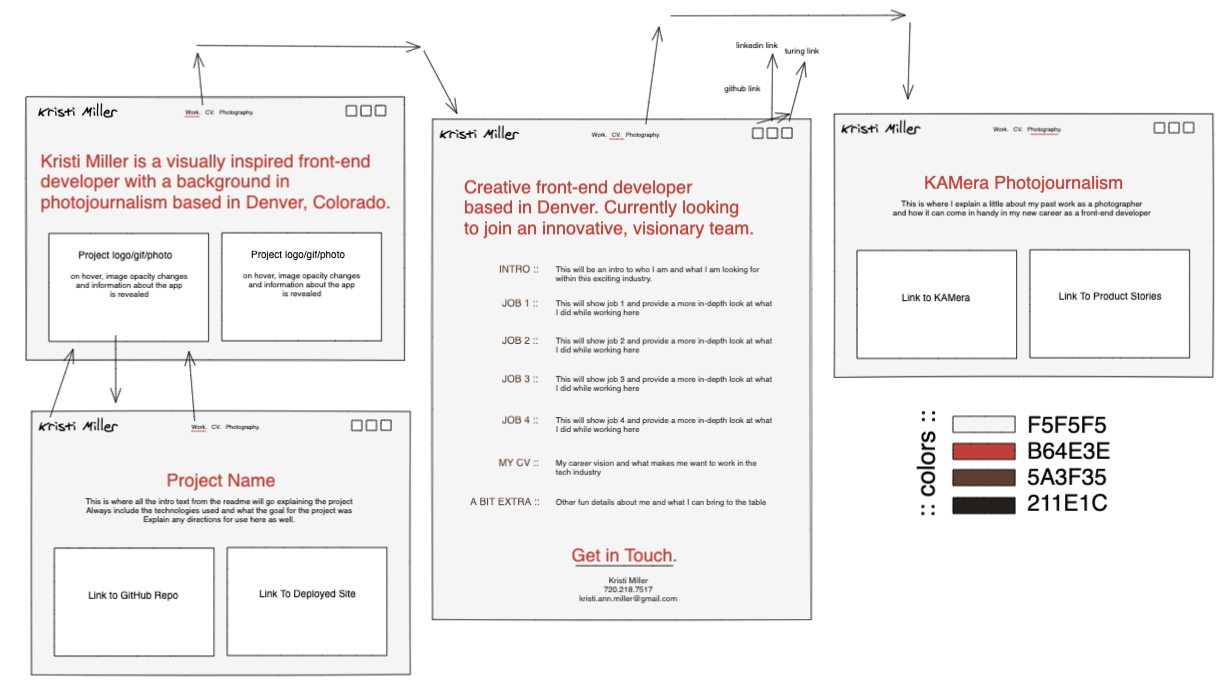 linkedin link
turing link
github link
Kristi Miller
Work. CV. Photography.
Kristi Miller is a visually inspired front-end
developer with a background in
photojournalism based in Denver, Colorado.
Project logo/gif/photo
on hover, image opacity changes
and information about the app
is revealed
Project logo/gif/photo
on hover, image opacity changes
and information about the app
is revealed
Kristi Miller
Work. CV. Photography.
Project Name
This is where all the intro text from the readme will go explaining the project
Always include the technologies used and what the goal for the project was
Explain any directions for use here as well.
Link to GitHub Repo
Link To Deployed Site
Kristi Miller
Work. CV. Photography.
Creative front-end developer
based in Denver. Currently looking
to join an innovative, visionary team.
INTRO :: This will be an intro to who I am and what I am looking for
within this exciting industry.
JOB 1 :: This will show job 1 and provide a more in-depth look at what
I did while working here
JOB 2 :: This will show job 2 and provide a more in-depth look at what
I did while working here
JOB 3 :: This will show job 3 and provide a more in-depth look at what
I did while working here
JOB 4 :: This will show job 4 and provide a more in-depth look at what
I did while working here
MY CV :: My career vision and what makes me want to work in the
tech industry
A BIT EXTRA :: Other fun details about me and what I can bring to the table
Get in Touch.
Kristi Miller
720.218.7517
kristi.ann.miller@gmail.com
Kristi Miller
Work. CV. Photography.
KAMera Photojournalism
This is where I explain a little about my past work as a photographer
and how it can come in handy in my new career as a front-end developer
Link to KAMera
Link To Product Stories
:: colors ::
F5F5F5
B64E3E
5A3F35
211E1C